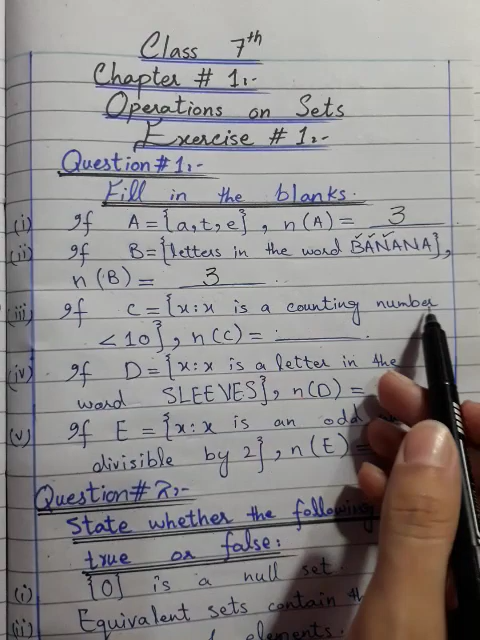 Class 7th
Chapter # 1:-
Operations on Sets
Exercise # 1:-
Question # 1:-
Fill in the blanks.
(i) If A = {a, t, e}, n(A) = 3
(ii) If B = {letters in the word BANANA},
n(B) = 3
(iii) If C = {x:x is a counting number
< 10}, n(C) = ______.
(iv) If D = {x:x is a letter in the
word SLEEVES}, n(D) =
(v) If E = {x:x is an odd
divisible by 2}, n(E) =
Question # 2:-
State whether the following
true or false:
(i) {0} is a null set.
(ii) Equivalent sets contain
elements.